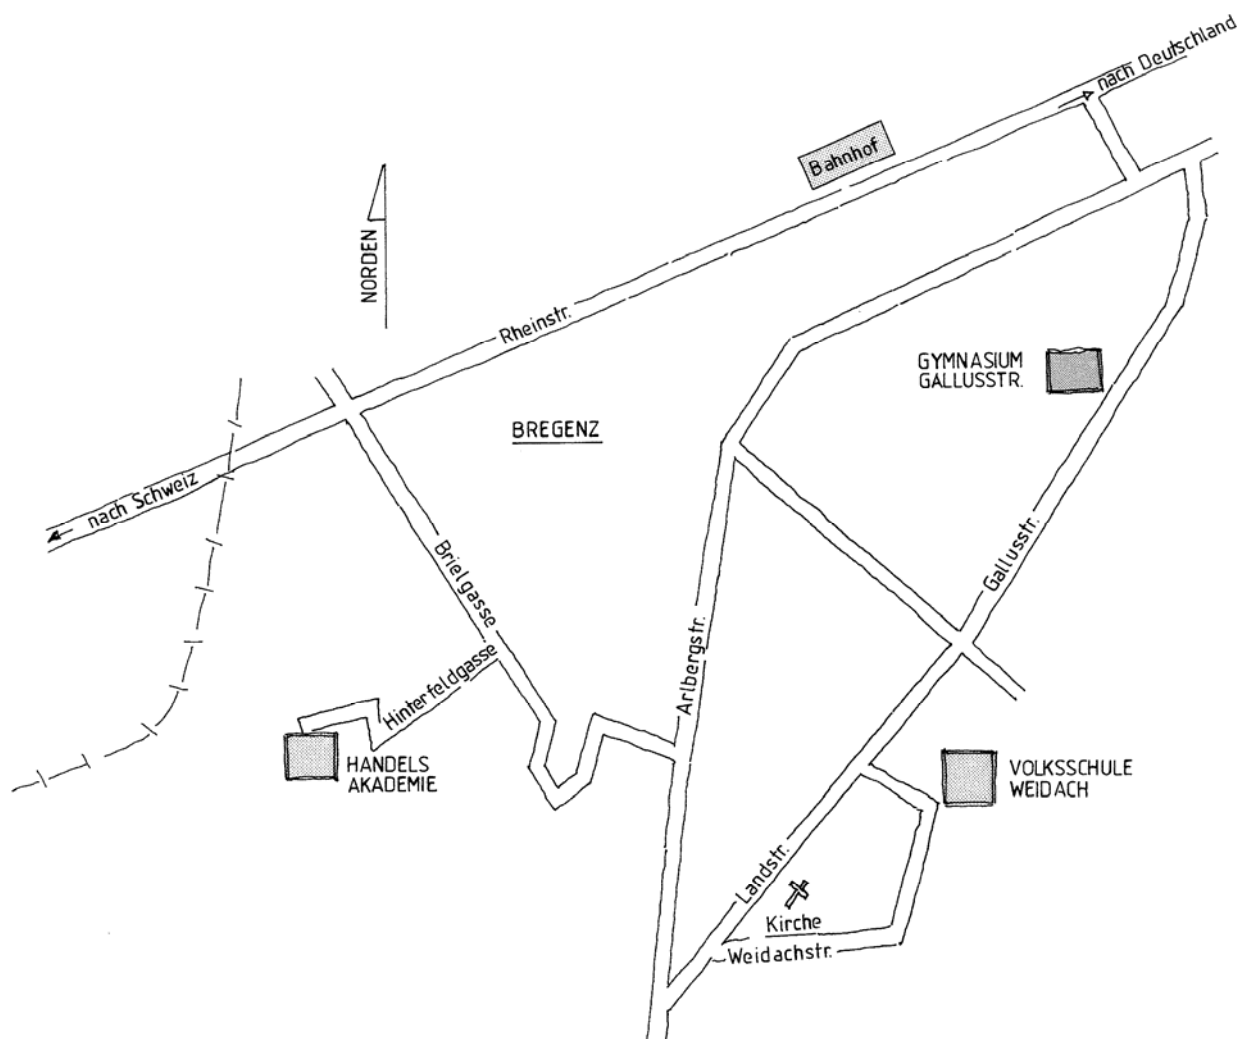 nach Deutschland
Bahnhof
NORDEN
Rheinstr.
GYMNASIUM
GALLUSSTR.
BREGENZ
nach Schweiz
Gallusstr.
Brielgasse
Arlbergstr.
Hinterfeldgasse
HANDELS
AKADEMIE
VOLKSSCHULE
WEIDACH
Landstr.
Kirche
Weidachstr.